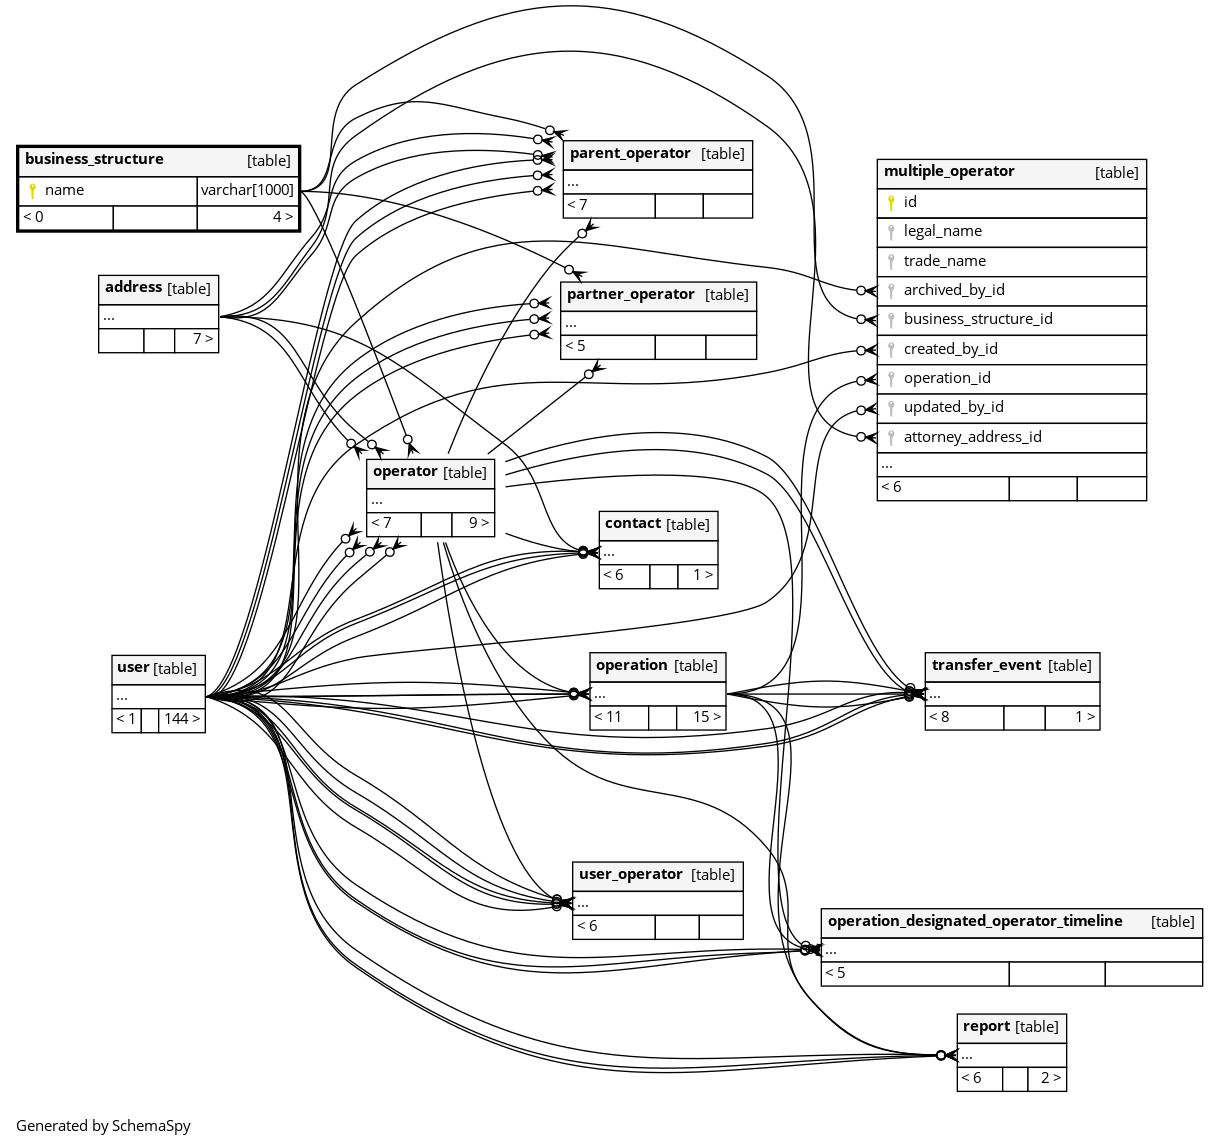 business_structure [table]
name varchar[1000]
< 0 4 >
address [table]
...
7 >
parent_operator [table]
...
< 7
partner_operator [table]
...
< 5
multiple_operator [table]
id
legal_name
trade_name
archived_by_id
business_structure_id
created_by_id
operation_id
updated_by_id
attorney_address_id
...
< 6
operator [table]
...
< 7 9 >
contact [table]
...
< 6 1 >
user [table]
...
< 1 144 >
operation [table]
...
< 11 15 >
transfer_event [table]
...
< 8 1 >
user_operator [table]
...
< 6
operation_designated_operator_timeline [table]
...
< 5
report [table]
...
< 6 2 >
Generated by SchemaSpy